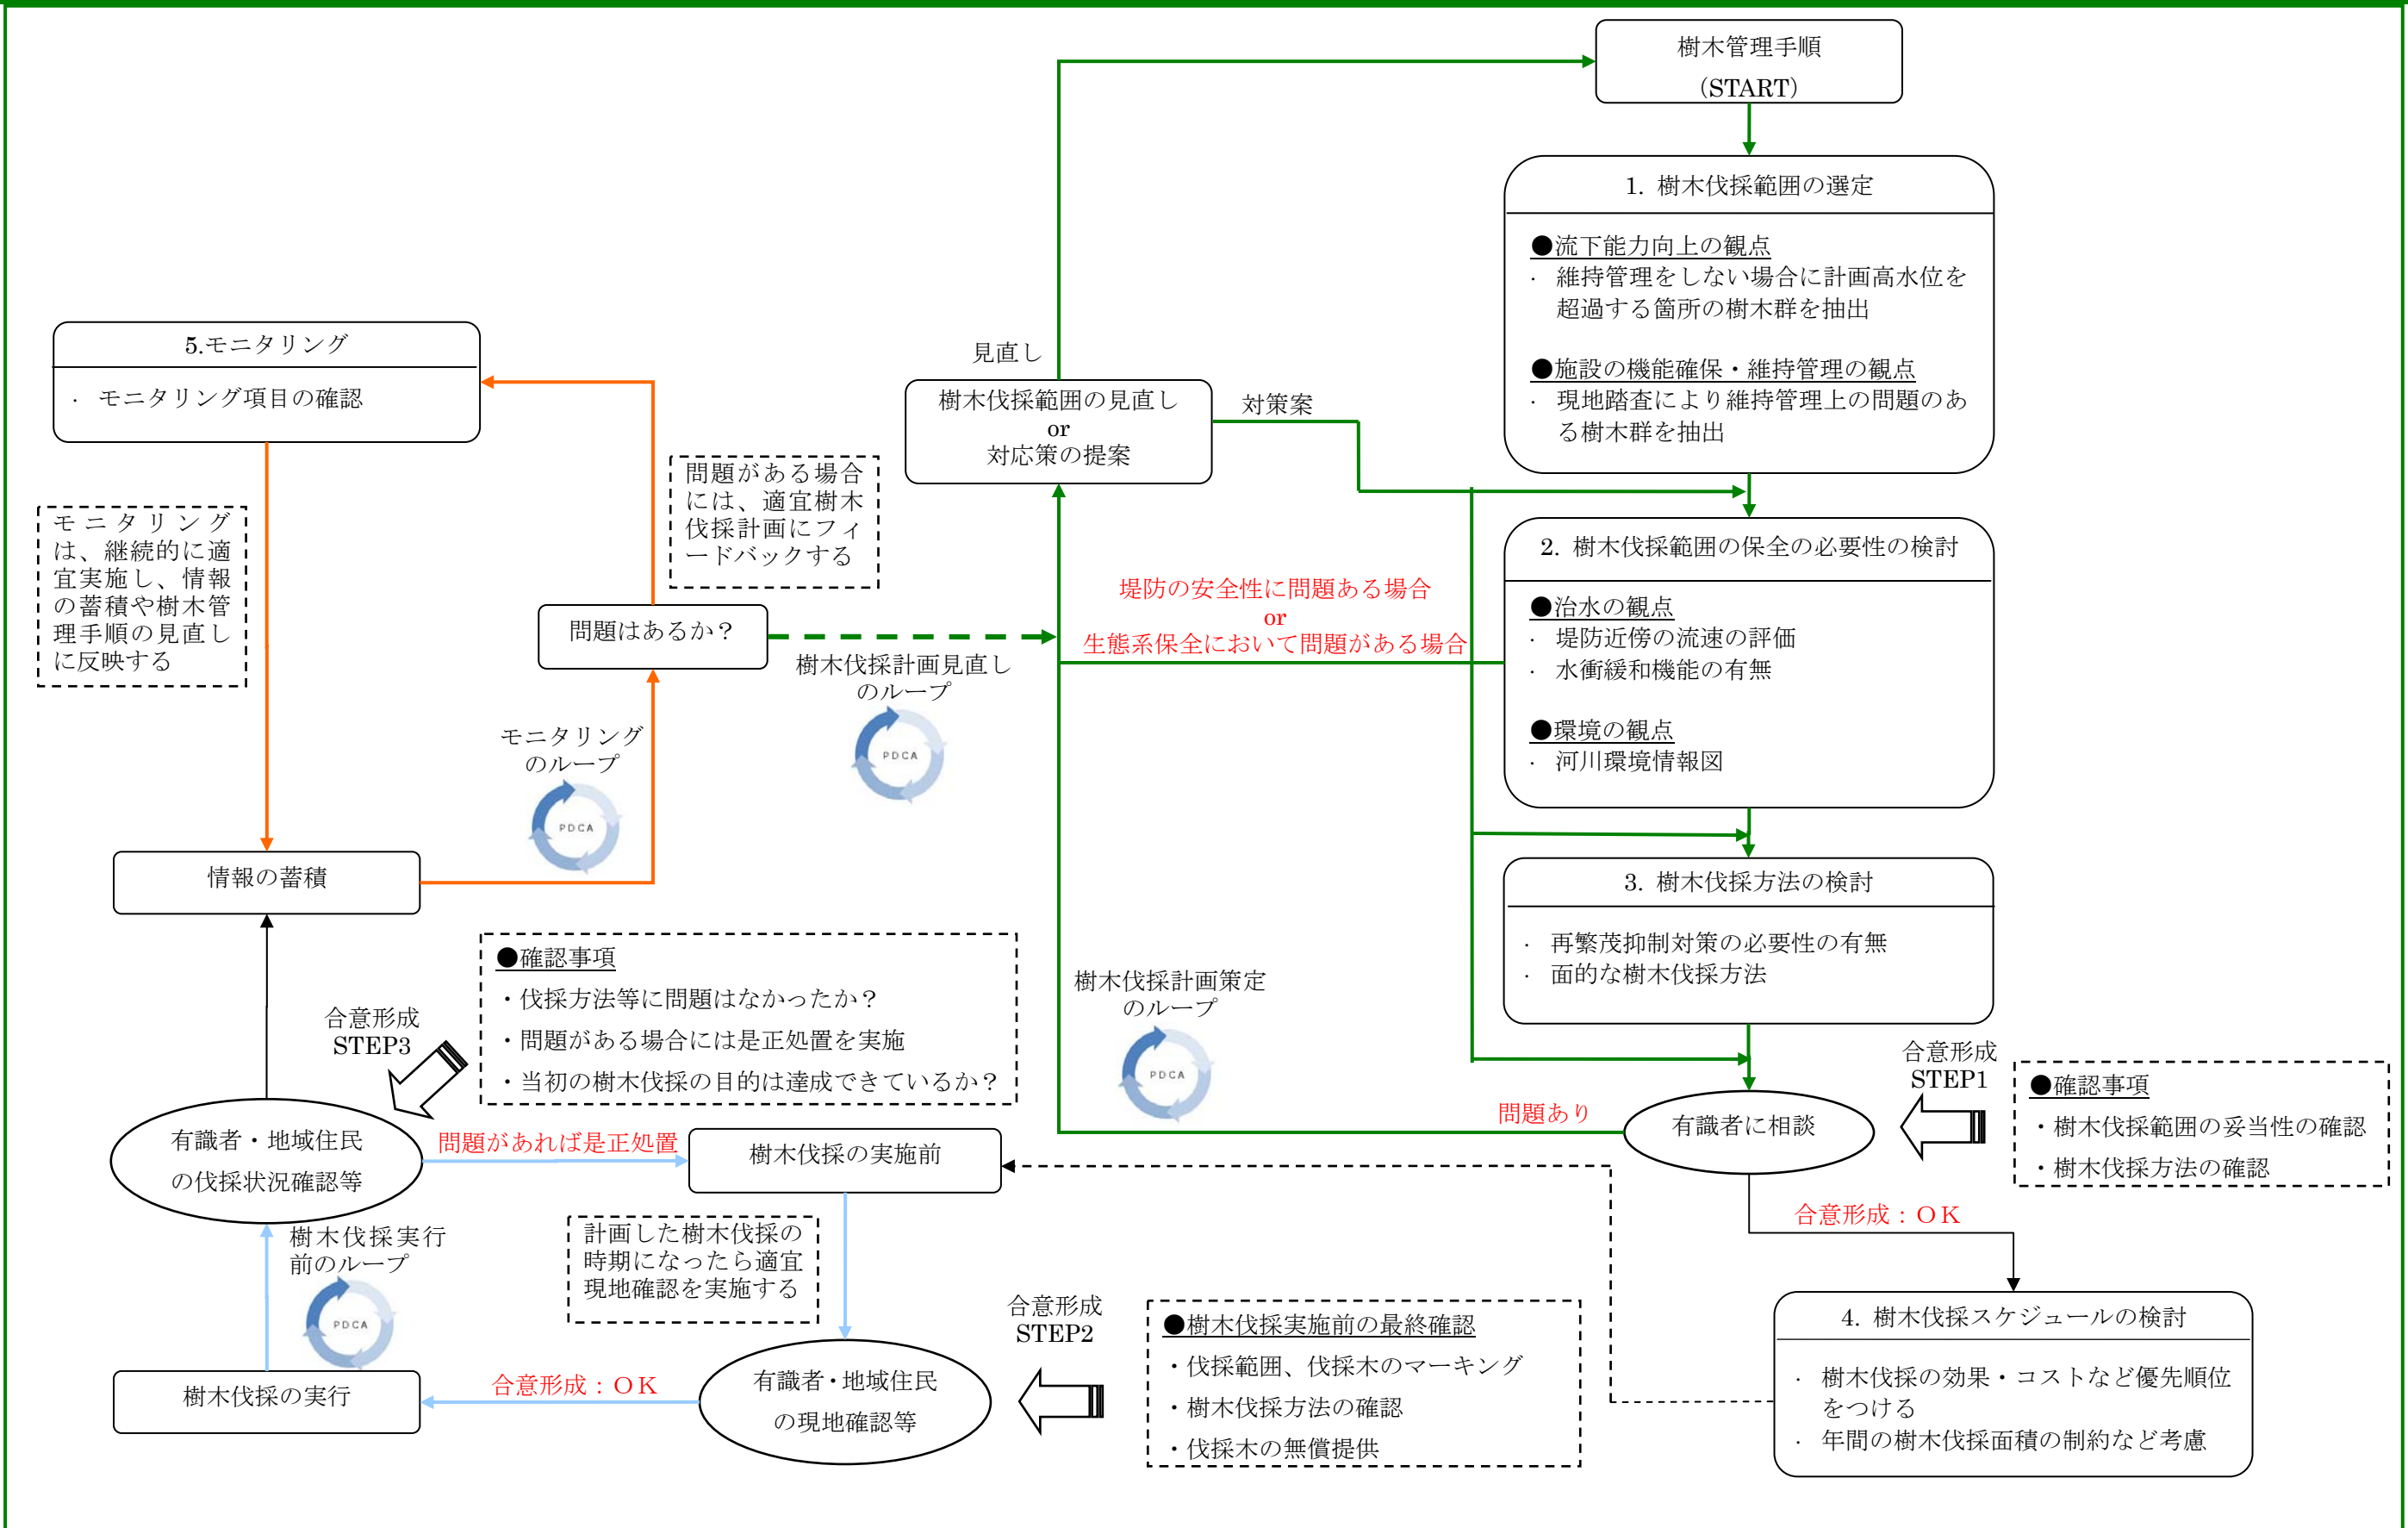 樹木管理手順
（START）
1. 樹木伐採範囲の選定
●流下能力向上の観点
· 維持管理をしない場合に計画高水位を
超過する箇所の樹木群を抽出
●施設の機能確保・維持管理の観点
· 現地踏査により維持管理上の問題のあ
る樹木群を抽出
見直し
樹木伐採範囲の見直し
or
対応策の提案
対策案
5.モニタリング
· モニタリング項目の確認
問題がある場合
には、適宜樹木
伐採計画にフィ
ードバックする
モニタリング
は、継続的に適
宜実施し、情報
の蓄積や樹木管
理手順の見直し
に反映する
問題はあるか？
樹木伐採計画見直し
のループ
PDCA
堤防の安全性に問題ある場合
or
生態系保全において問題がある場合
2. 樹木伐採範囲の保全の必要性の検討
●治水の観点
· 堤防近傍の流速の評価
· 水衝緩和機能の有無
●環境の観点
· 河川環境情報図
モニタリング
のループ
PDCA
情報の蓄積
3. 樹木伐採方法の検討
· 再繁茂抑制対策の必要性の有無
· 面的な樹木伐採方法
樹木伐採計画策定
のループ
PDCA
●確認事項
・伐採方法等に問題はなかったか？
・問題がある場合には是正処置を実施
・当初の樹木伐採の目的は達成できているか？
合意形成
STEP3
合意形成
STEP1
●確認事項
・樹木伐採範囲の妥当性の確認
・樹木伐採方法の確認
問題あり
有識者に相談
有識者・地域住民
の伐採状況確認等
問題があれば是正処置
樹木伐採の実施前
合意形成：ＯＫ
樹木伐採実行
前のループ
PDCA
計画した樹木伐採の
時期になったら適宜
現地確認を実施する
合意形成
STEP2
●樹木伐採実施前の最終確認
・伐採範囲、伐採木のマーキング
・樹木伐採方法の確認
・伐採木の無償提供
4. 樹木伐採スケジュールの検討
· 樹木伐採の効果・コストなど優先順位
をつける
· 年間の樹木伐採面積の制約など考慮
樹木伐採の実行
合意形成：ＯＫ
有識者・地域住民
の現地確認等